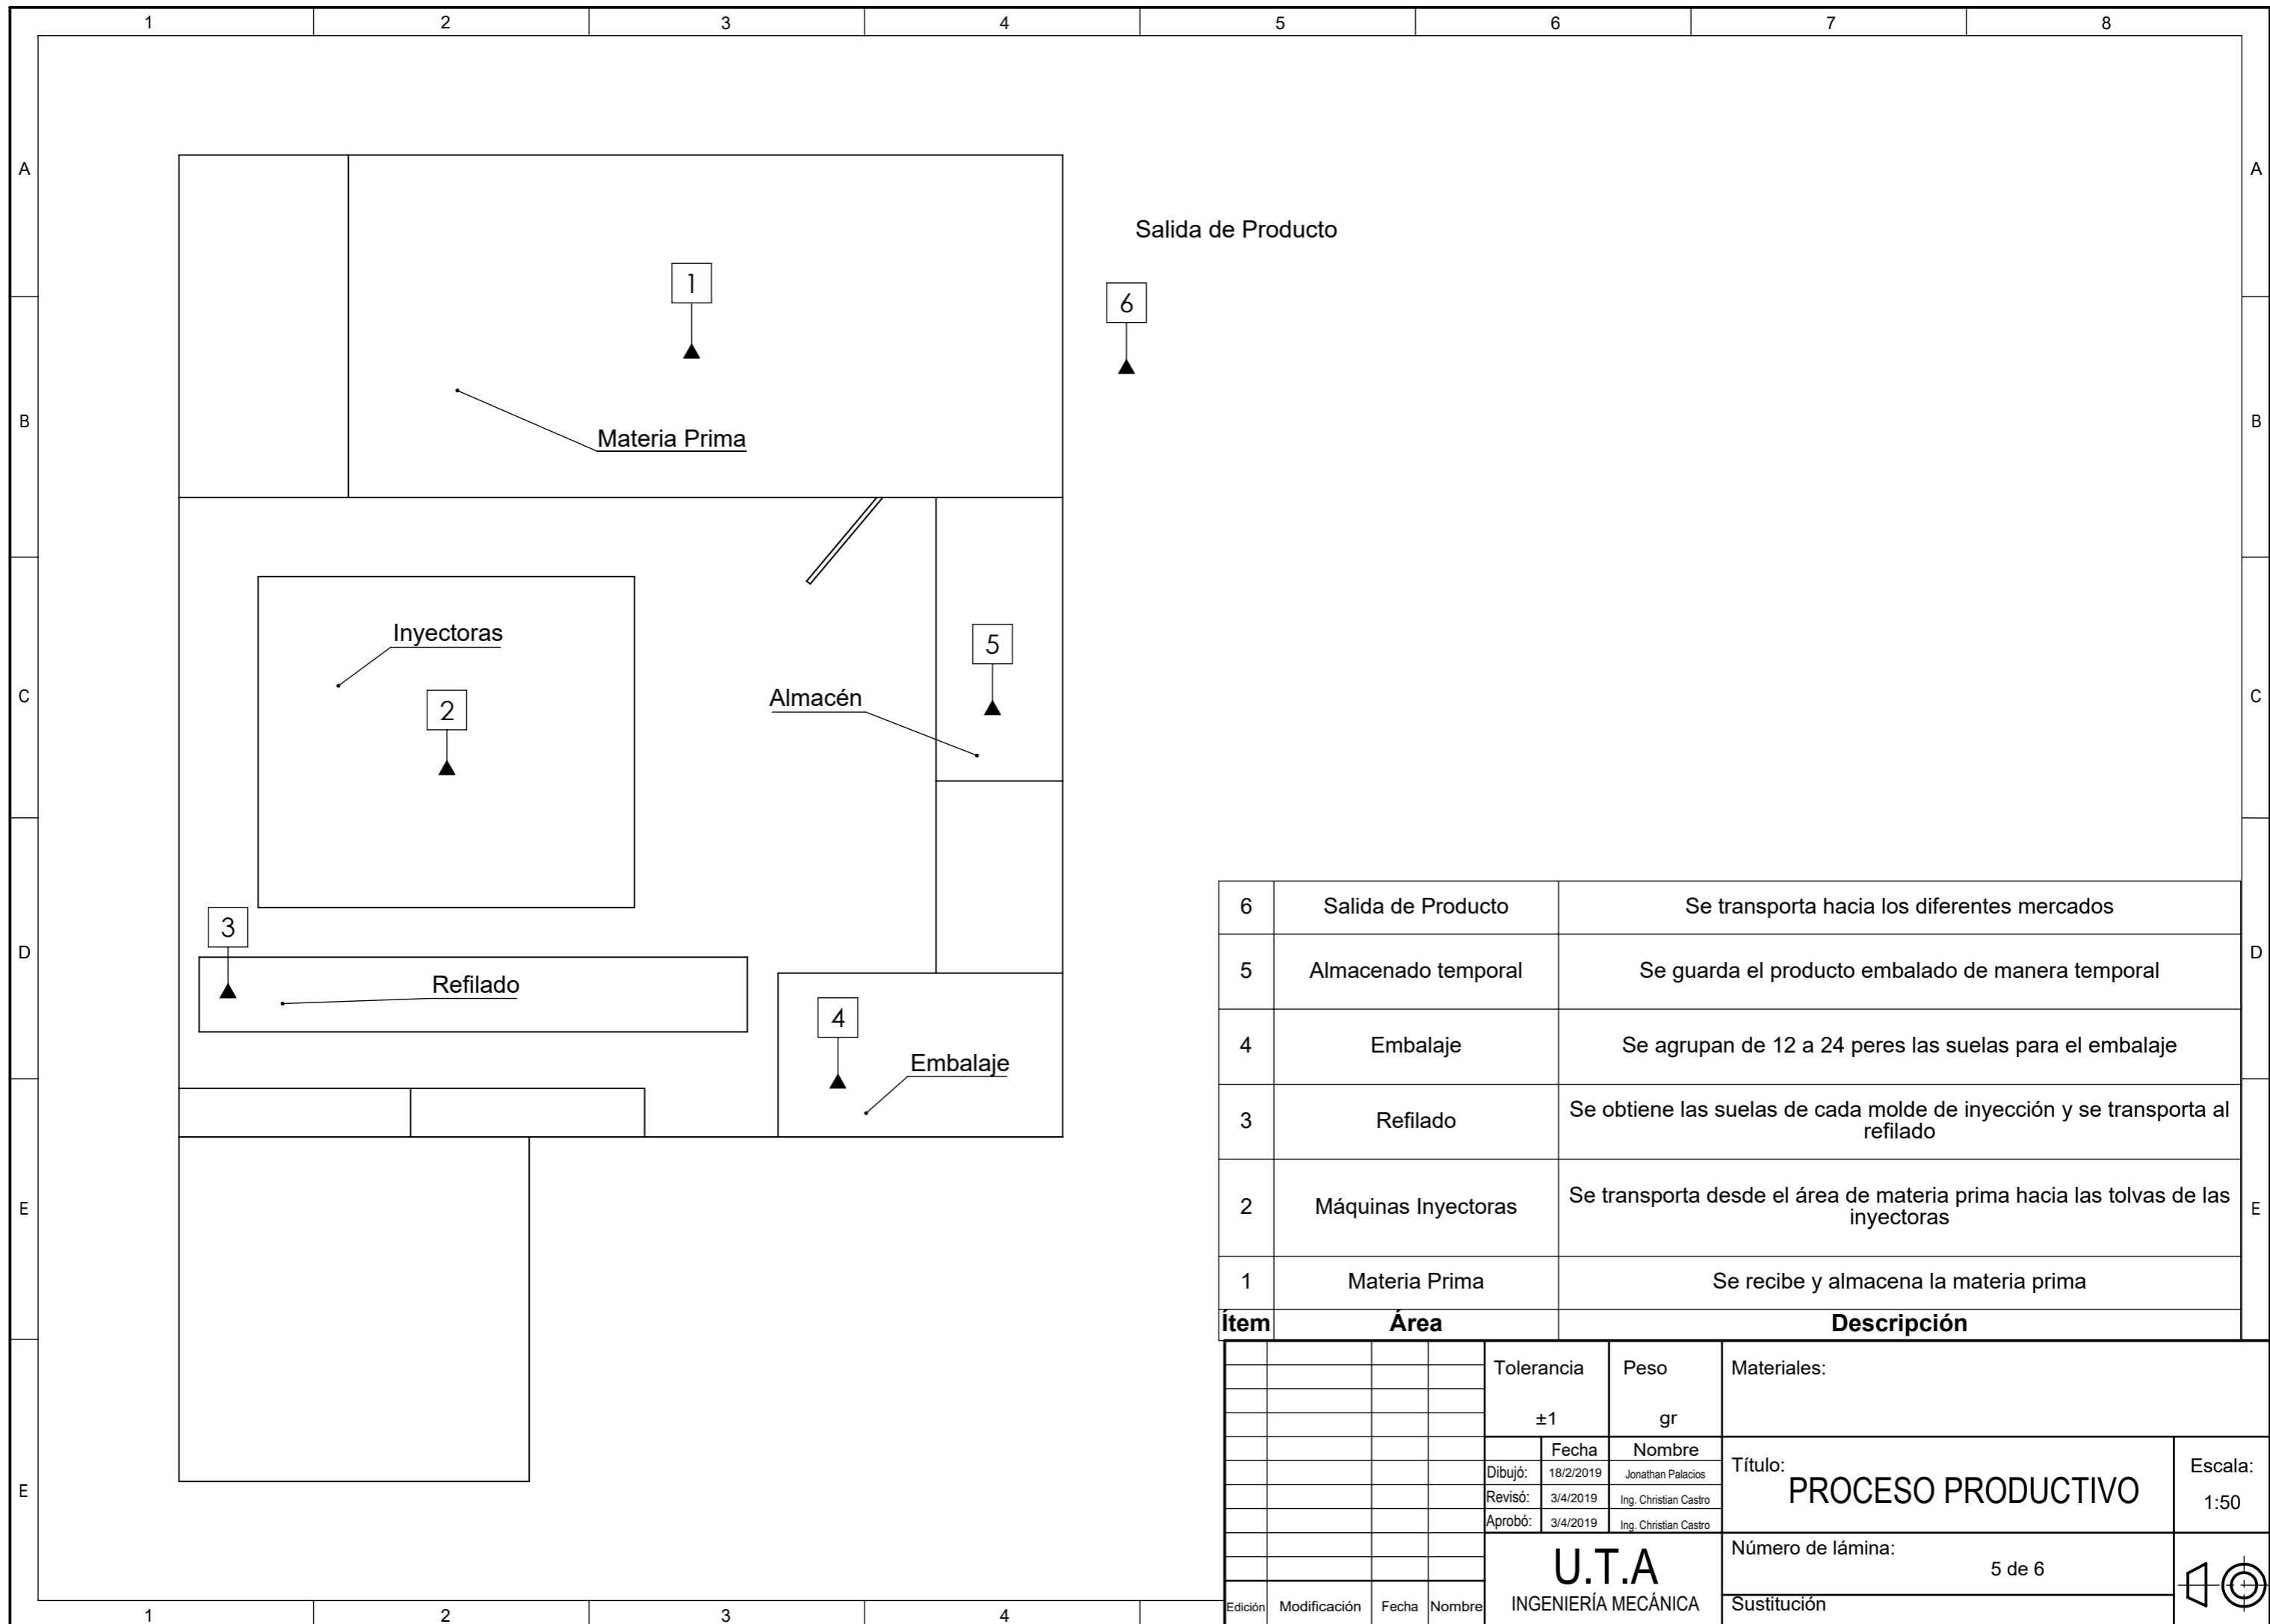 1 2 3 4 5 6 7 8
A A
Salida de Producto
1
6
B B
Materia Prima
Inyectoras
5
C C
2
Almacén
3
D D
Refilado
4
Embalaje
6 Salida de Producto Se transporta hacia los diferentes mercados
5 Almacenado temporal Se guarda el producto embalado de manera temporal
4 Embalaje Se agrupan de 12 a 24 peres las suelas para el embalaje
3 Refilado Se obtiene las suelas de cada molde de inyección y se transporta al
refilado
2 Máquinas Inyectoras Se transporta desde el área de materia prima hacia las tolvas de las
inyectoras
E E
1 Materia Prima Se recibe y almacena la materia prima
Ítem Área Descripción
Tolerancia Peso Materiales:
±1 gr
Fecha Nombre
Dibujó: 18/2/2019 Jonathan Palacios
Revisó: 3/4/2019 Ing. Christian Castro
Aprobó: 3/4/2019 Ing. Christian Castro
Título:
PROCESO PRODUCTIVO
Escala:
1:50
E
U.T.A
INGENIERÍA MECÁNICA
Número de lámina:
5 de 6
Sustitución
Edición Modificación Fecha Nombre
1 2 3 4